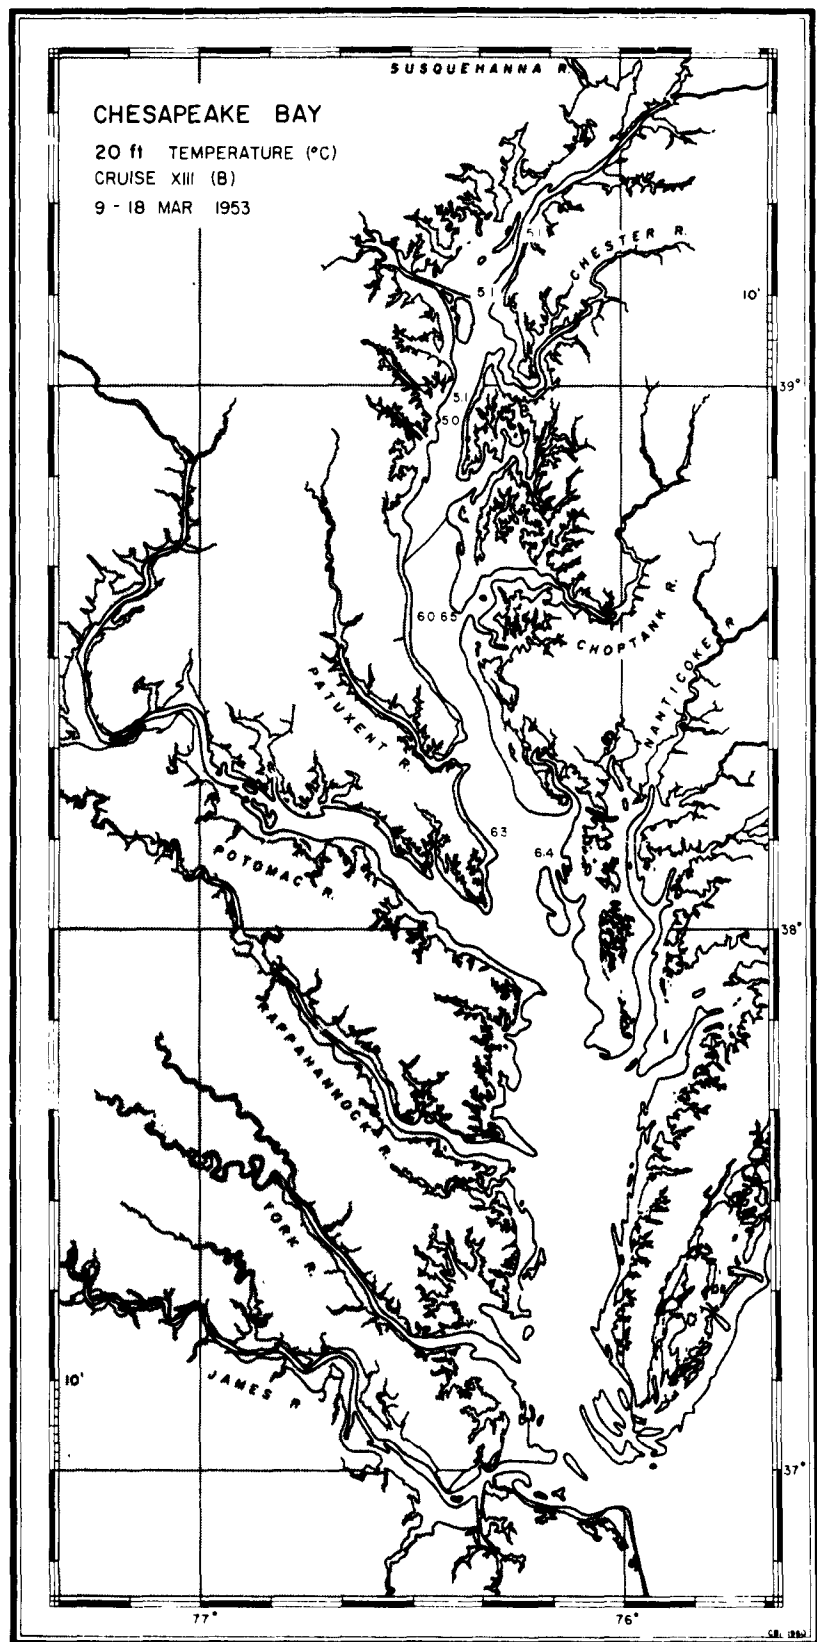 SUSQUEHANNA R.
CHESAPEAKE BAY
20 ft TEMPERATURE (°C)
CRUISE XIII (B)
9 - 18 MAR 1953
5.1
CHESTER R.
5.1
10'
39°
5.1
5.0
6.0 6.5
CHOPTANK R.
NANTICOKE R
PATUXENT R.
6.3
6.4
POTOMAC R.
38°
RAPPAHANNOCK R.
YORK R.
10'
JAMES R
37°
77°
76°